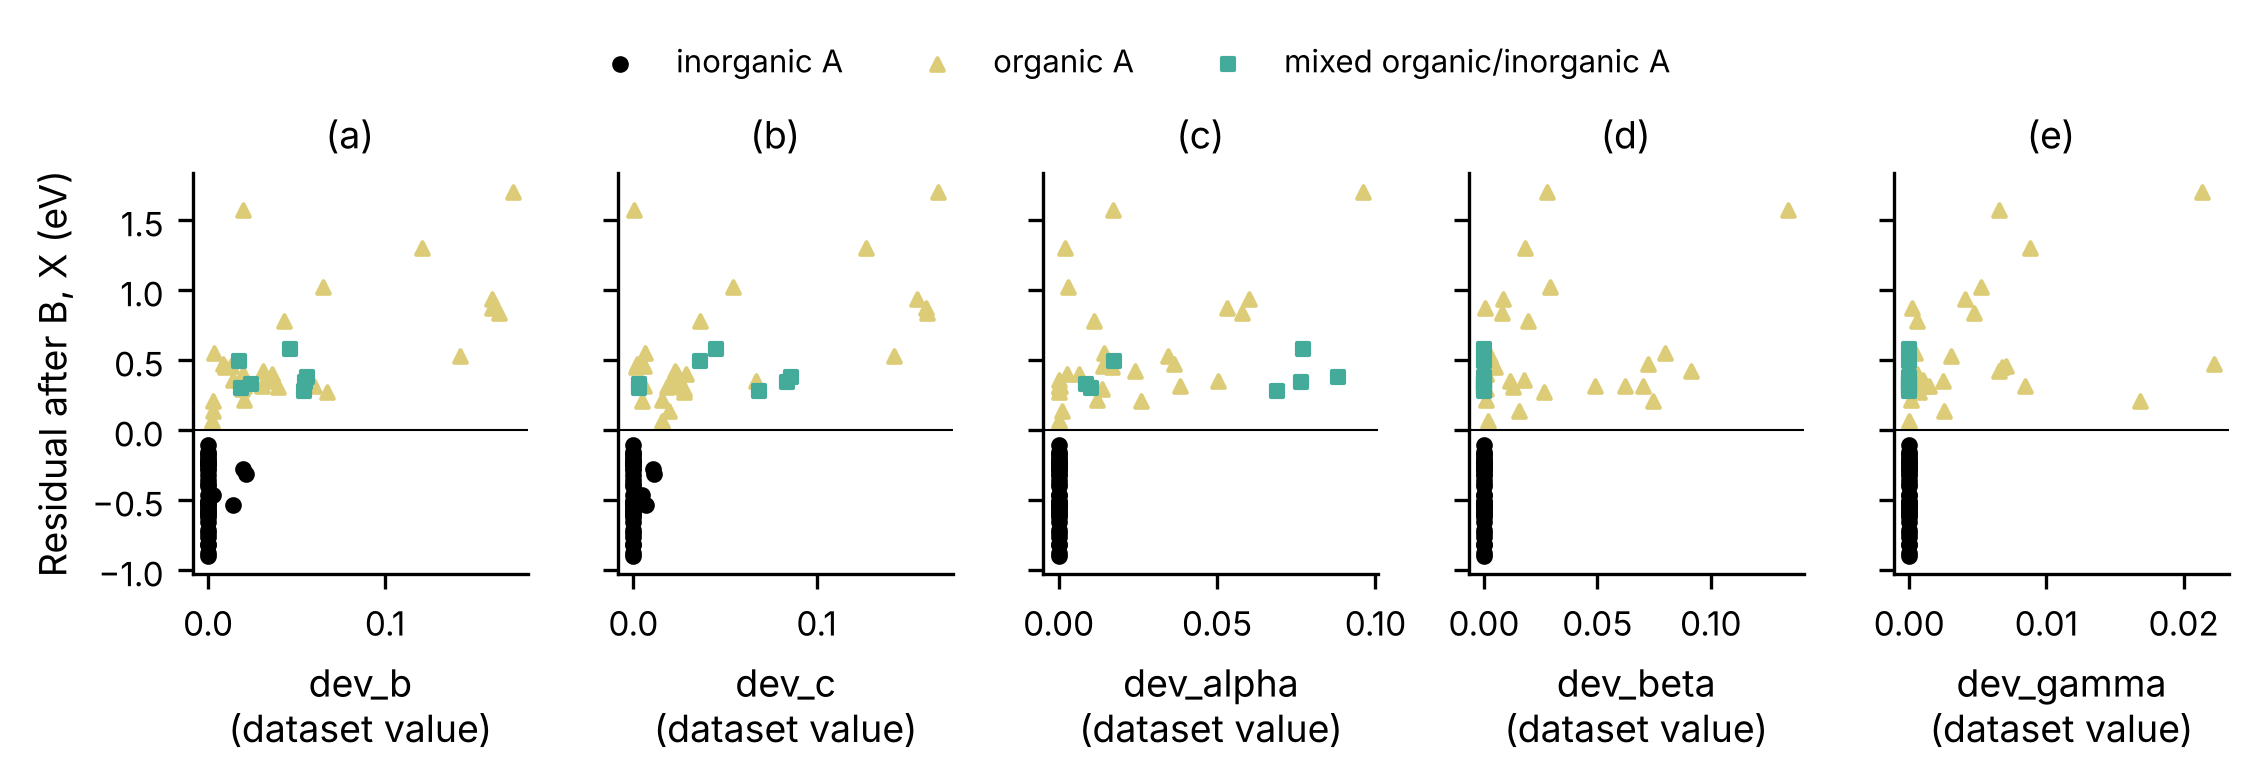 inorganic A organic A mixed organic/inorganic A
(a) (b) (c) (d) (e)
Residual after B, X (eV)
1.5
1.0
0.5
0.0
−0.5
−1.0
0.0 0.1 0.0 0.1 0.00 0.05 0.10 0.00 0.05 0.10 0.00 0.01 0.02
dev_b dev_c dev_alpha dev_beta dev_gamma
(dataset value) (dataset value) (dataset value) (dataset value) (dataset value)